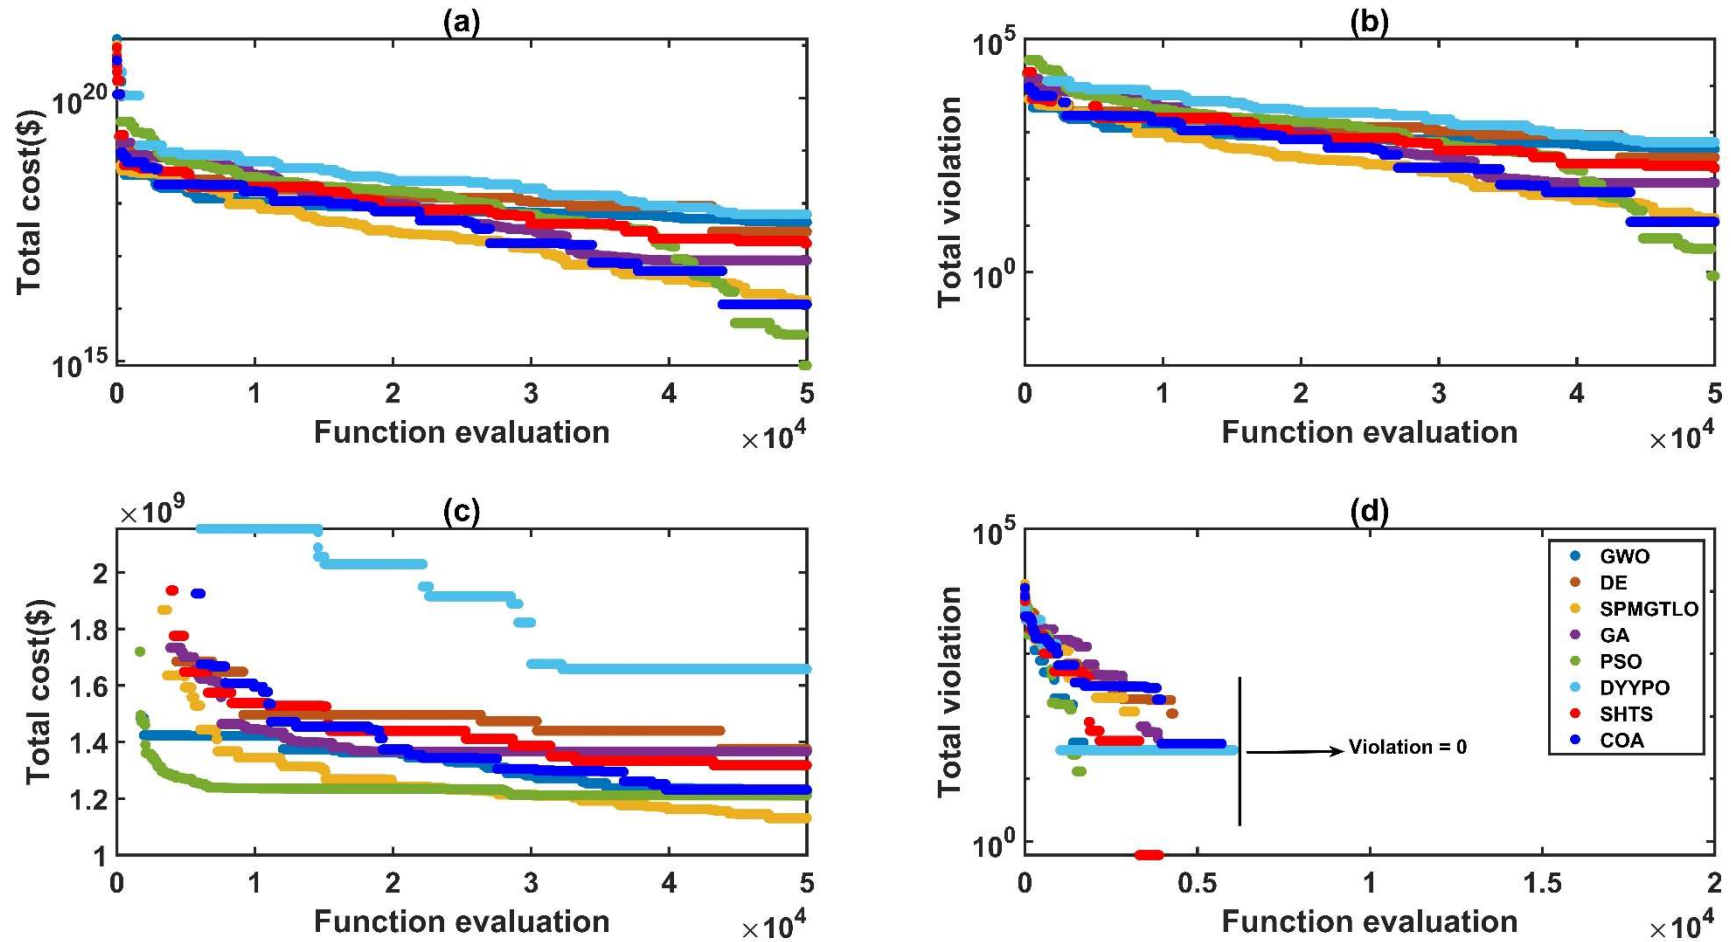 (a)
Total cost($)
10^20
10^15
0 1 2 3 4 5
Function evaluation
×10^4
(b)
Total violation
10^5
10^0
0 1 2 3 4 5
Function evaluation
×10^4
(c)
×10^9
Total cost($)
2
1.8
1.6
1.4
1.2
1
0 1 2 3 4 5
Function evaluation
×10^4
(d)
Total violation
10^5
10^0
GWO
DE
SPMGTLO
GA
PSO
DYYPO
SHTS
COA
Violation = 0
0 0.5 1 1.5 2
Function evaluation
×10^4